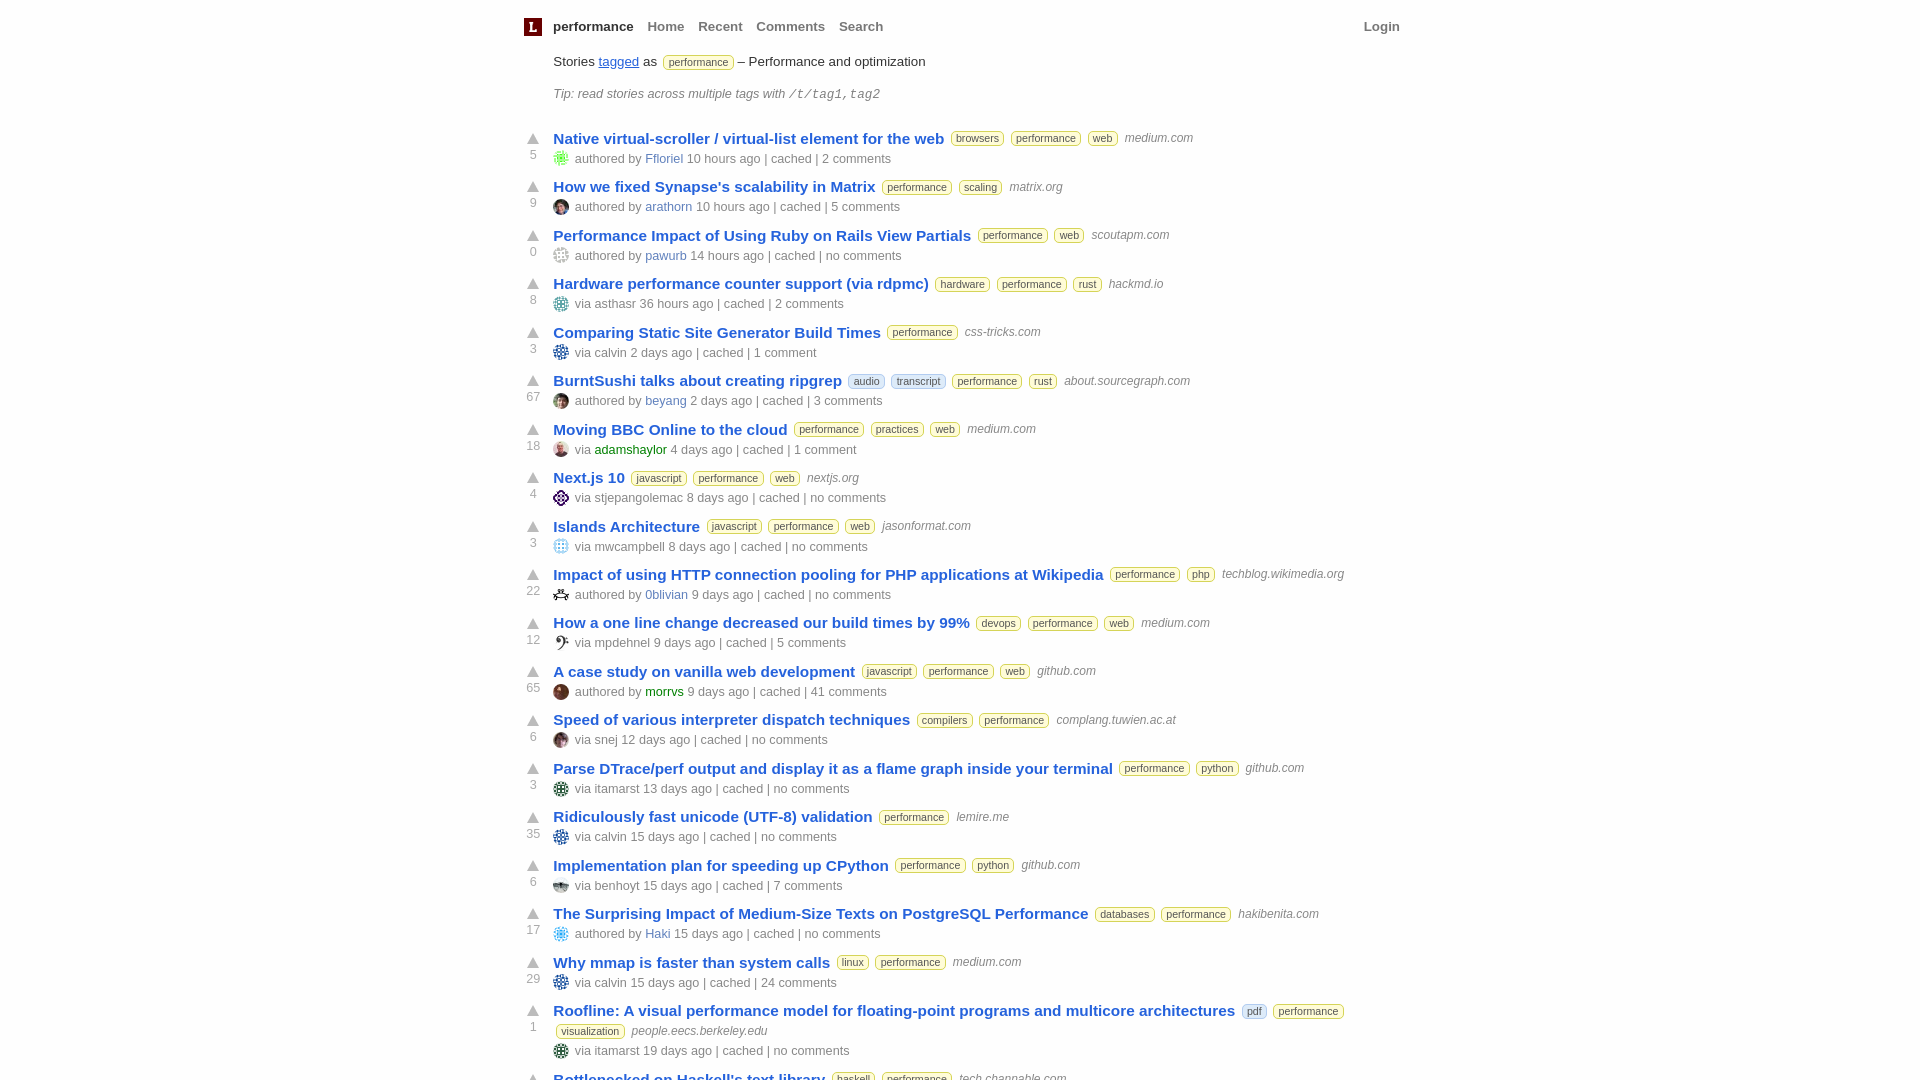 L performance Home Recent Comments Search Login
Stories tagged as performance – Performance and optimization
Tip: read stories across multiple tags with /t/tag1,tag2
Native virtual-scroller / virtual-list element for the web browsers performance web medium.com
5 authored by Ffloriel 10 hours ago | cached | 2 comments
How we fixed Synapse's scalability in Matrix performance scaling matrix.org
9 authored by arathorn 10 hours ago | cached | 5 comments
Performance Impact of Using Ruby on Rails View Partials performance web scoutapm.com
0 authored by pawurb 14 hours ago | cached | no comments
Hardware performance counter support (via rdpmc) hardware performance rust hackmd.io
8 via asthasr 36 hours ago | cached | 2 comments
Comparing Static Site Generator Build Times performance css-tricks.com
3 via calvin 2 days ago | cached | 1 comment
BurntSushi talks about creating ripgrep audio transcript performance rust about.sourcegraph.com
67 authored by beyang 2 days ago | cached | 3 comments
Moving BBC Online to the cloud performance practices web medium.com
18 via adamshaylor 4 days ago | cached | 1 comment
Next.js 10 javascript performance web nextjs.org
4 via stjepangolemac 8 days ago | cached | no comments
Islands Architecture javascript performance web jasonformat.com
3 via mwcampbell 8 days ago | cached | no comments
Impact of using HTTP connection pooling for PHP applications at Wikipedia performance php techblog.wikimedia.org
22 authored by 0blivian 9 days ago | cached | no comments
How a one line change decreased our build times by 99% devops performance web medium.com
12 via mpdehnel 9 days ago | cached | 5 comments
A case study on vanilla web development javascript performance web github.com
65 authored by morrvs 9 days ago | cached | 41 comments
Speed of various interpreter dispatch techniques compilers performance complang.tuwien.ac.at
6 via snej 12 days ago | cached | no comments
Parse DTrace/perf output and display it as a flame graph inside your terminal performance python github.com
3 via itamarst 13 days ago | cached | no comments
Ridiculously fast unicode (UTF-8) validation performance lemire.me
35 via calvin 15 days ago | cached | no comments
Implementation plan for speeding up CPython performance python github.com
6 via benhoyt 15 days ago | cached | 7 comments
The Surprising Impact of Medium-Size Texts on PostgreSQL Performance databases performance hakibenita.com
17 authored by Haki 15 days ago | cached | no comments
Why mmap is faster than system calls linux performance medium.com
29 via calvin 15 days ago | cached | 24 comments
Roofline: A visual performance model for floating-point programs and multicore architectures pdf performance
1 visualization people.eecs.berkeley.edu
via itamarst 19 days ago | cached | no comments
Bottlenecked on Haskell's text library haskell performance tech.channable.com